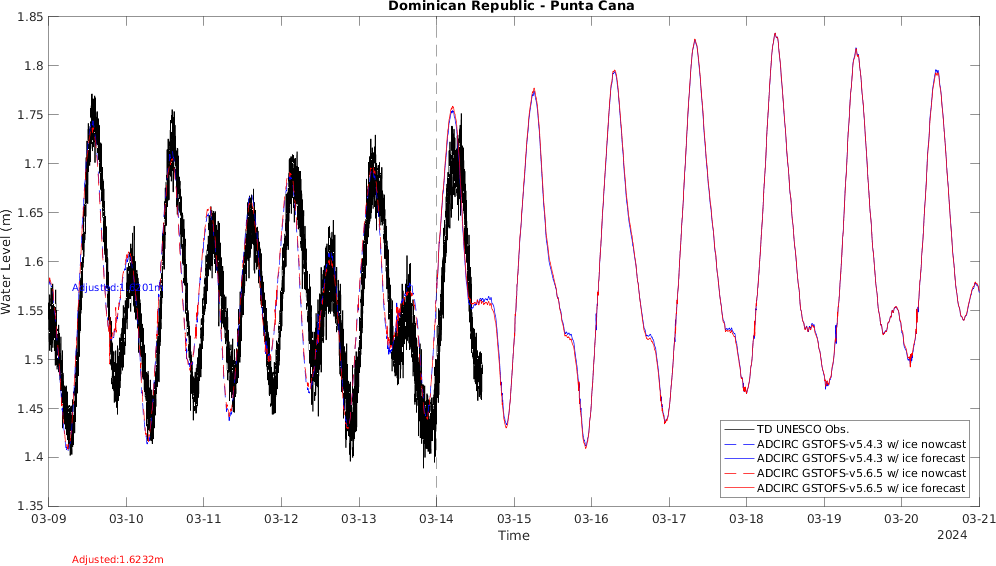 Dominican Republic - Punta Cana
Water Level (m)
1.85
1.8
1.75
1.7
1.65
1.6
1.55
1.5
1.45
1.4
1.35
03-09
03-10
03-11
03-12
03-13
03-14
03-15
03-16
03-17
03-18
03-19
03-20
03-21
Time
2024
TD UNESCO Obs.
ADCIRC GSTOFS-v5.4.3 w/ ice nowcast
ADCIRC GSTOFS-v5.4.3 w/ ice forecast
ADCIRC GSTOFS-v5.6.5 w/ ice nowcast
ADCIRC GSTOFS-v5.6.5 w/ ice forecast
Adjusted:1.6232m